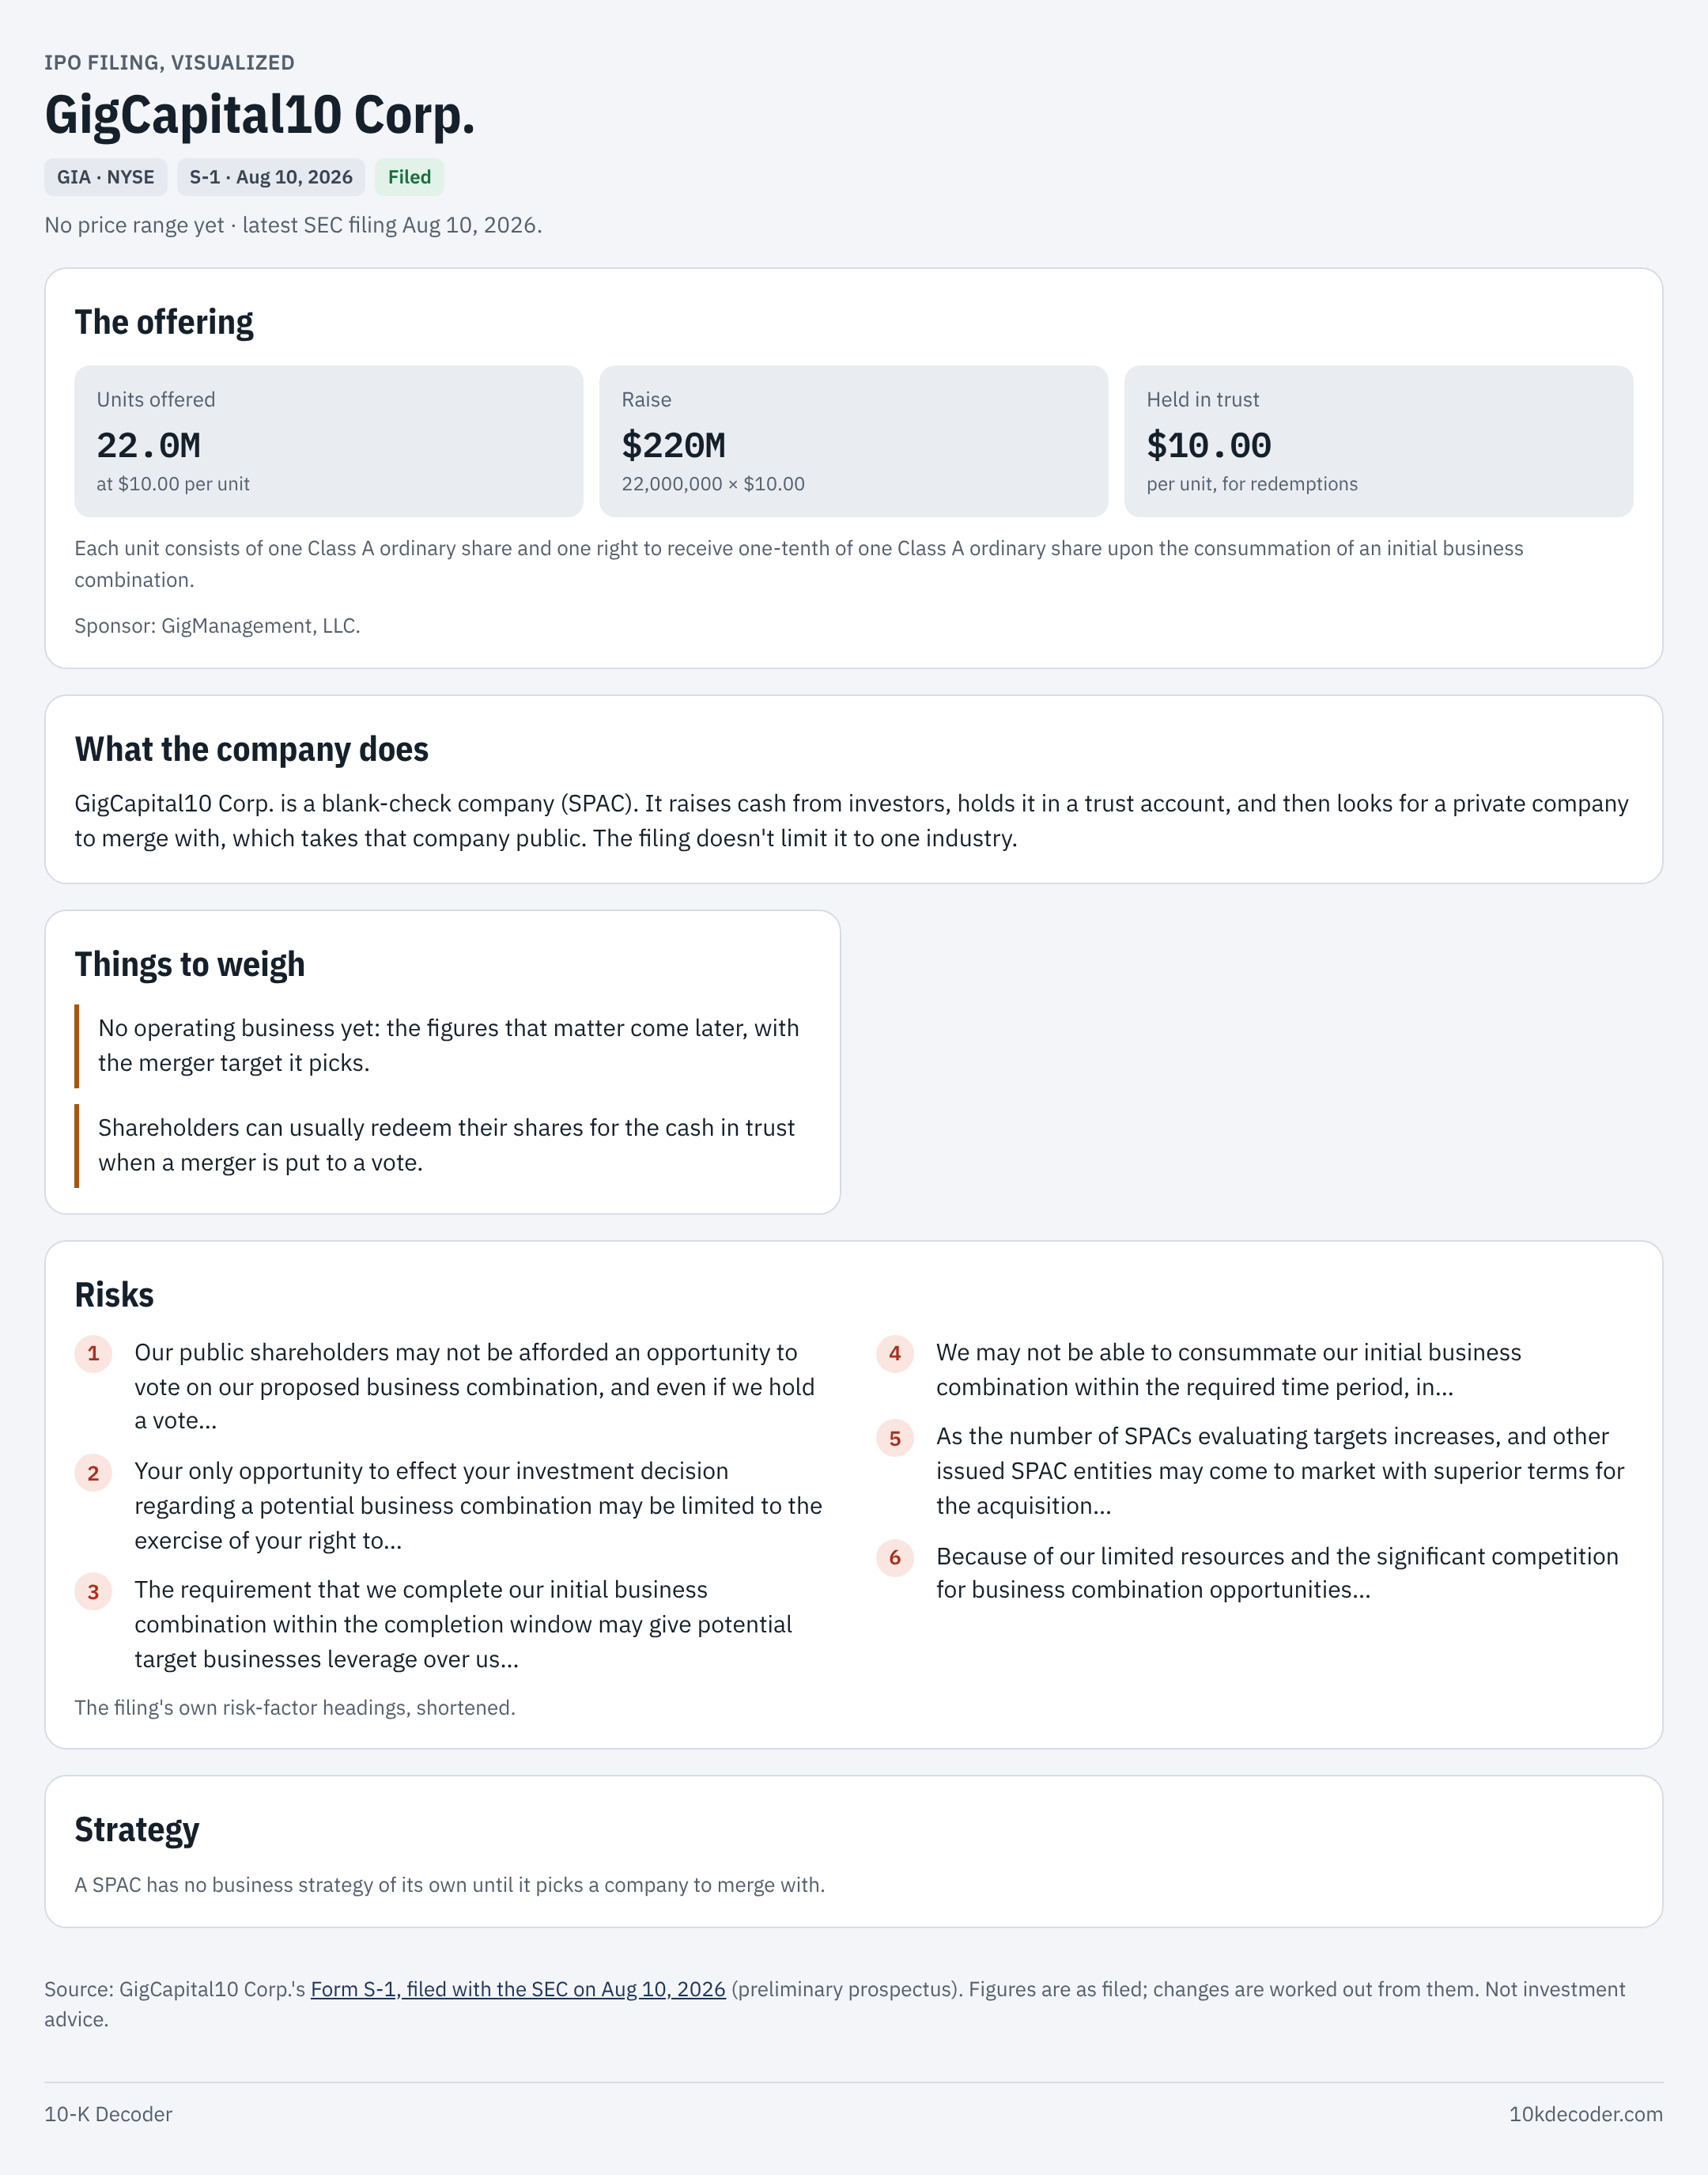 IPO FILING, VISUALIZED
GigCapital10 Corp.
GIA · NYSE
S-1 · Aug 10, 2026
Filed
No price range yet · latest SEC filing Aug 10, 2026.
The offering
Units offered
22.0M
at $10.00 per unit
Raise
$220M
22,000,000 × $10.00
Held in trust
$10.00
per unit, for redemptions
Each unit consists of one Class A ordinary share and one right to receive one-tenth of one Class A ordinary share upon the consummation of an initial business
combination.
Sponsor: GigManagement, LLC.
What the company does
GigCapital10 Corp. is a blank-check company (SPAC). It raises cash from investors, holds it in a trust account, and then looks for a private company
to merge with, which takes that company public. The filing doesn't limit it to one industry.
Things to weigh
No operating business yet: the figures that matter come later, with
the merger target it picks.
Shareholders can usually redeem their shares for the cash in trust
when a merger is put to a vote.
Risks
1 Our public shareholders may not be afforded an opportunity to
vote on our proposed business combination, and even if we hold
a vote...
2 Your only opportunity to effect your investment decision
regarding a potential business combination may be limited to the
exercise of your right to...
3 The requirement that we complete our initial business
combination within the completion window may give potential
target businesses leverage over us...
4 We may not be able to consummate our initial business
combination within the required time period, in...
5 As the number of SPACs evaluating targets increases, and other
issued SPAC entities may come to market with superior terms for
the acquisition...
6 Because of our limited resources and the significant competition
for business combination opportunities...
The filing's own risk-factor headings, shortened.
Strategy
A SPAC has no business strategy of its own until it picks a company to merge with.
Source: GigCapital10 Corp.'s Form S-1, filed with the SEC on Aug 10, 2026 (preliminary prospectus). Figures are as filed; changes are worked out from them. Not investment
advice.
10-K Decoder
10kdecoder.com